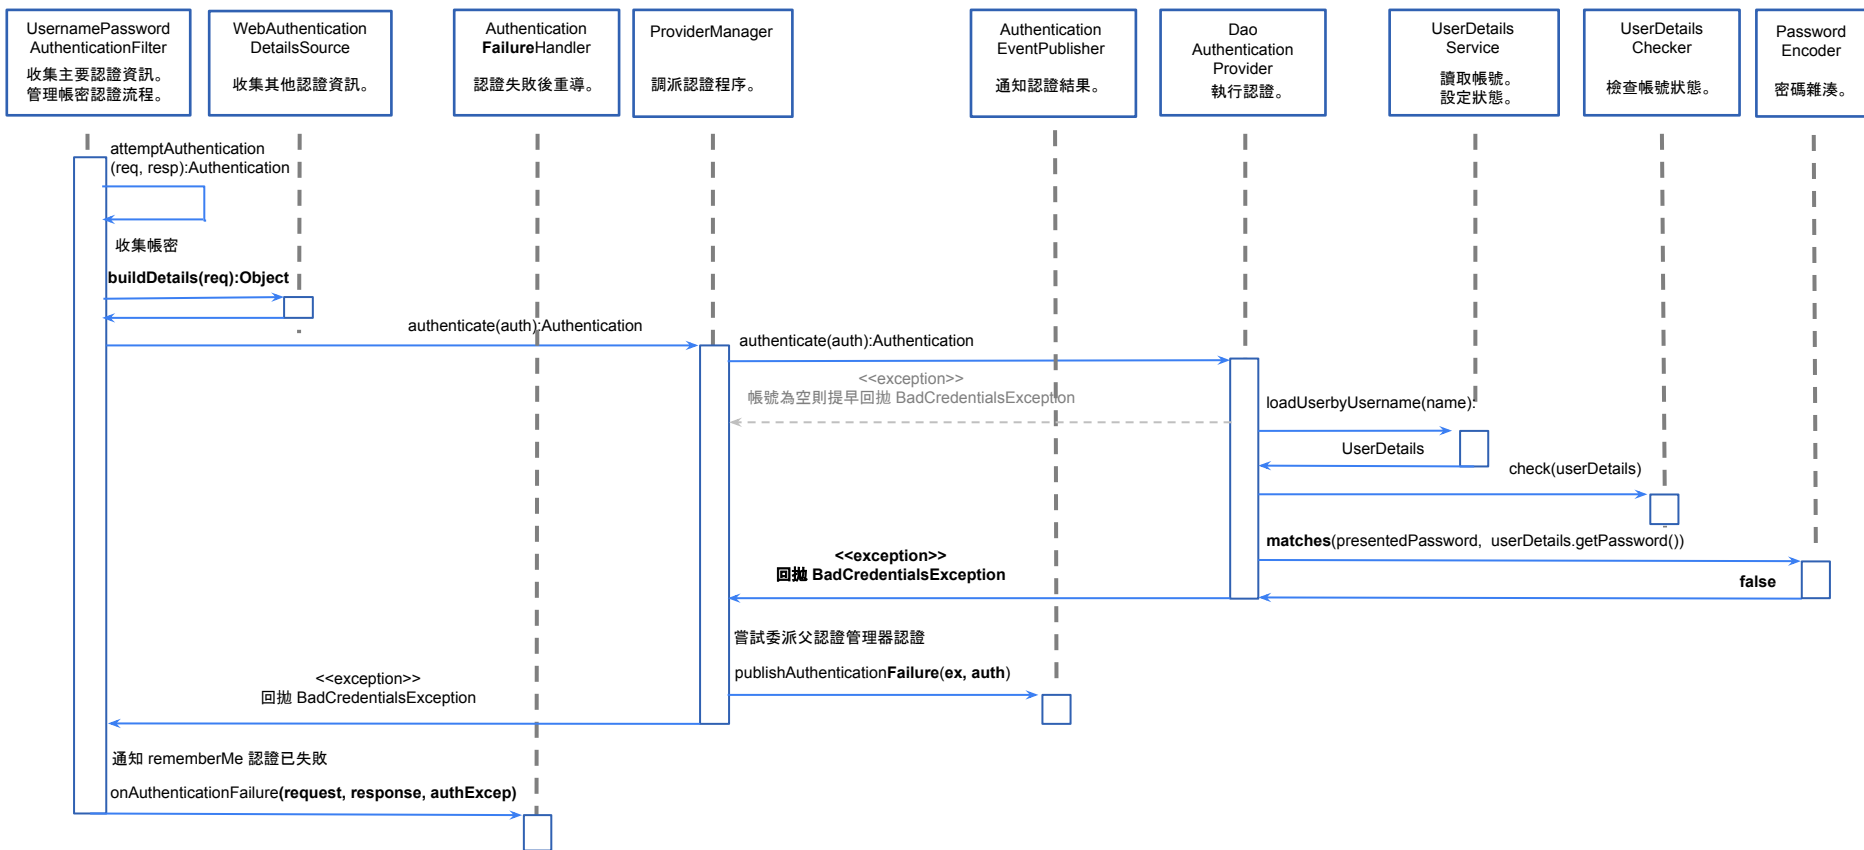 UsernamePassword
AuthenticationFilter
收集主要認證資訊。
管理帳密認證流程。
WebAuthentication
DetailsSource
收集其他認證資訊。
Authentication
FailureHandler
認證失敗後重導。
ProviderManager
調派認證程序。
Authentication
EventPublisher
通知認證結果。
Dao
Authentication
Provider
執行認證。
UserDetails
Service
讀取帳號。
設定狀態。
UserDetails
Checker
檢查帳號狀態。
Password
Encoder
密碼雜湊。
attemptAuthentication
(req, resp):Authentication
收集帳密
buildDetails(req):Object
authenticate(auth):Authentication
authenticate(auth):Authentication
<<exception>>
帳號為空則提早回拋 BadCredentialsException
loadUserbyUsername(name):
UserDetails
check(userDetails)
matches(presentedPassword, userDetails.getPassword())
false
<<exception>>
回拋 BadCredentialsException
嘗試委派父認證管理器認證
publishAuthenticationFailure(ex, auth)
<<exception>>
回拋 BadCredentialsException
通知 rememberMe 認證已失敗
onAuthenticationFailure(request, response, authExcep)